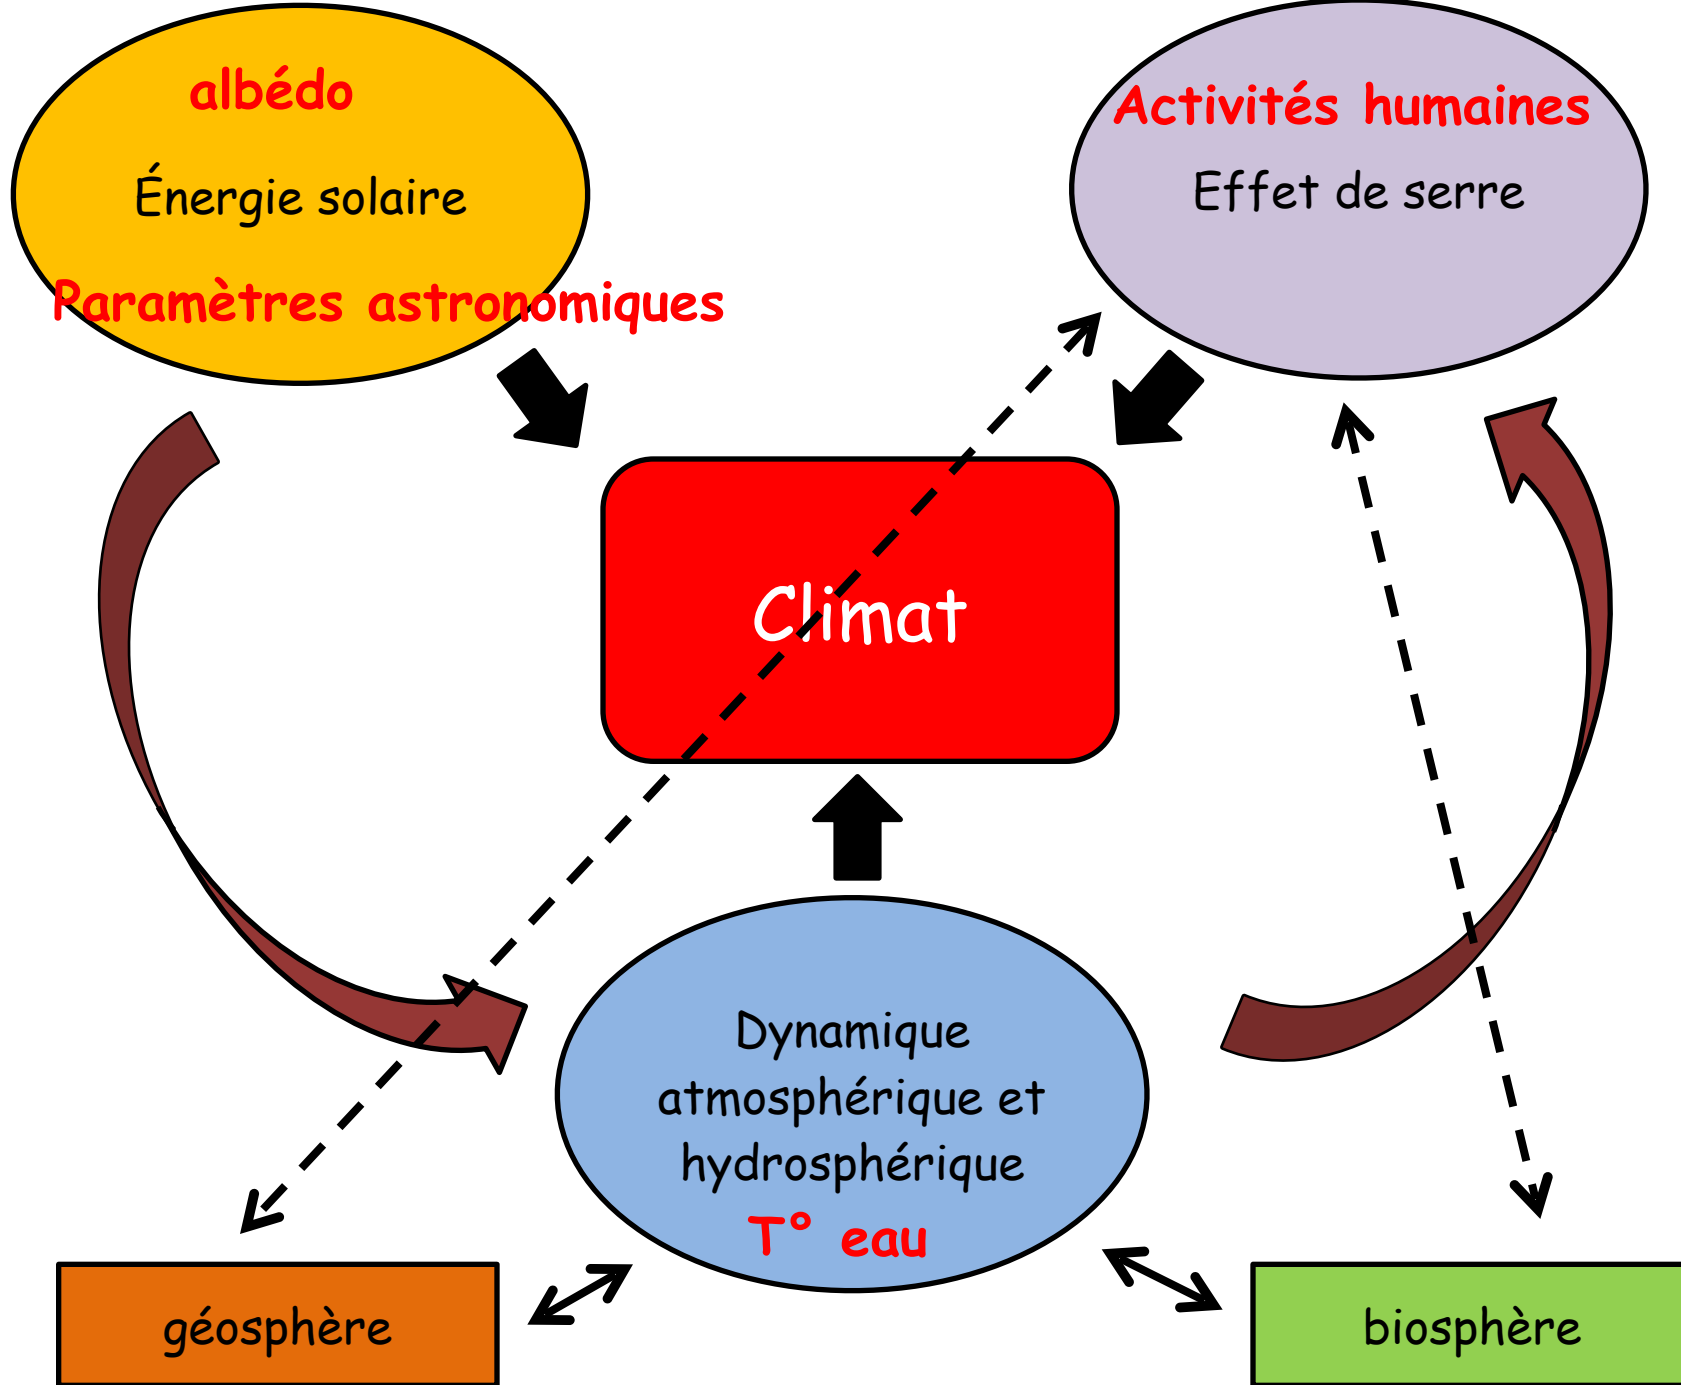 albédo
Énergie solaire
Paramètres astronomiques
Activités humaines
Effet de serre
Climat
Dynamique
atmosphérique et
hydrosphérique
T° eau
géosphère
biosphère